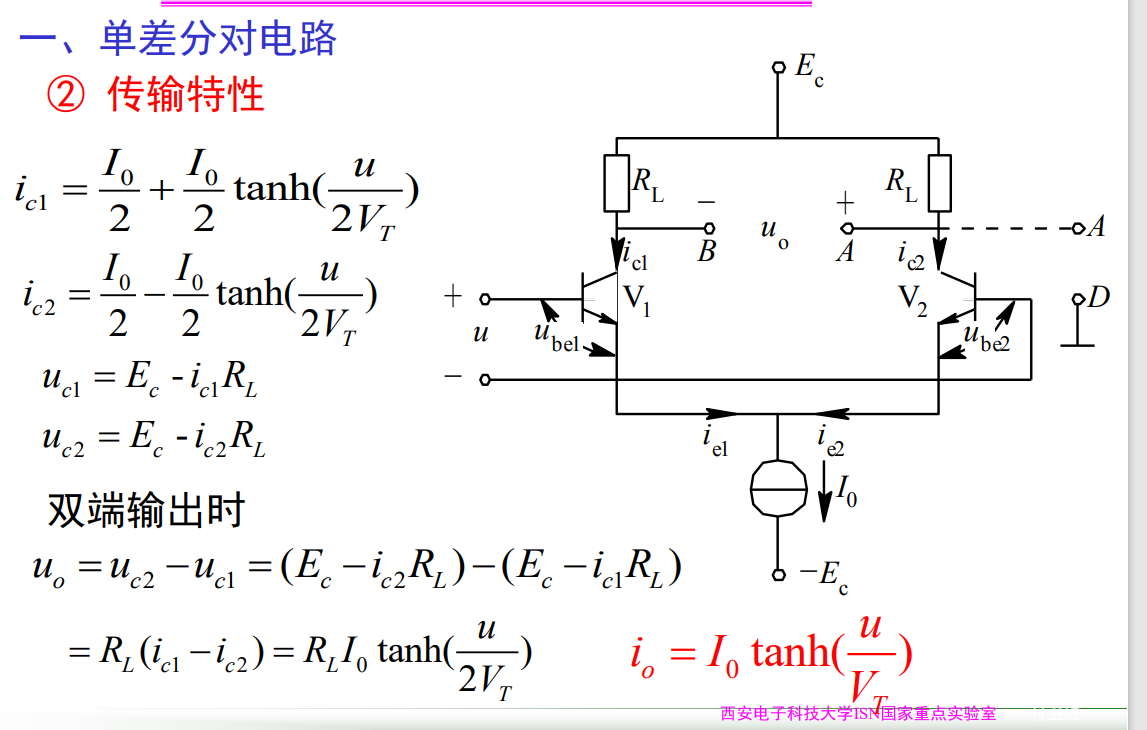 一、单差分对电路
② 传输特性
i_{c1} = \frac{I_0}{2} + \frac{I_0}{2} tanh(\frac{u}{2V_T})
i_{c2} = \frac{I_0}{2} - \frac{I_0}{2} tanh(\frac{u}{2V_T})
u_{c1} = E_c - i_{c1}R_L
u_{c2} = E_c - i_{c2}R_L
双端输出时
u_o = u_{c2} - u_{c1} = (E_c - i_{c2}R_L) - (E_c - i_{c1}R_L)
= R_L(i_{c1} - i_{c2}) = R_L I_0 tanh(\frac{u}{2V_T})
i_o = I_0 tanh(\frac{u}{V_T})
E_c
R_L
R_L
− u_o +
B A A
i_{c1} i_{c2}
V_1 V_2 D
+
u u_{be1} u_{be2}
−
i_{e1} i_{e2}
I_0
−E_c
西安电子科技大学ISN国家重点实验室